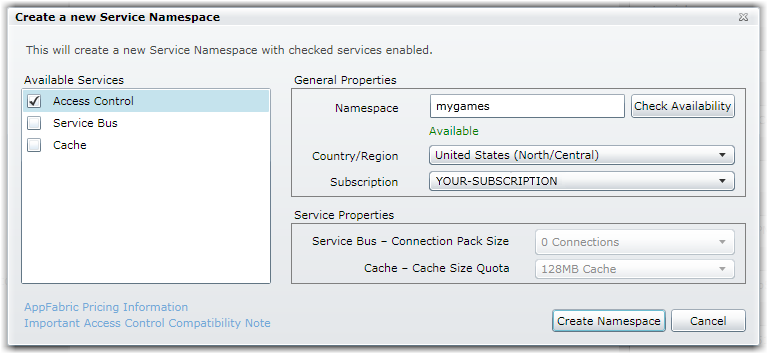 Create a new Service Namespace
This will create a new Service Namespace with checked services enabled.
Available Services
Access Control
Service Bus
Cache
General Properties
Namespace mygames Check Availability
Available
Country/Region United States (North/Central)
Subscription YOUR-SUBSCRIPTION
Service Properties
Service Bus – Connection Pack Size 0 Connections
Cache – Cache Size Quota 128MB Cache
AppFabric Pricing Information
Important Access Control Compatibility Note
Create Namespace Cancel